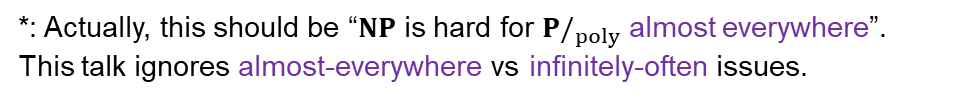 *: Actually, this should be “NP is hard for P/poly almost everywhere”.
This talk ignores almost-everywhere vs infinitely-often issues.